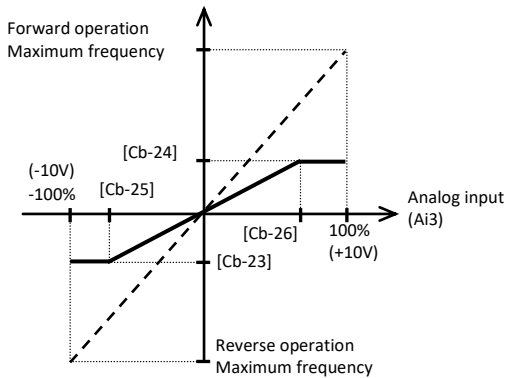 Forward operation
Maximum frequency
[Cb-24]
(-10V)
-100%
[Cb-25]
Analog input
(Ai3)
[Cb-26]
100%
(+10V)
[Cb-23]
Reverse operation
Maximum frequency